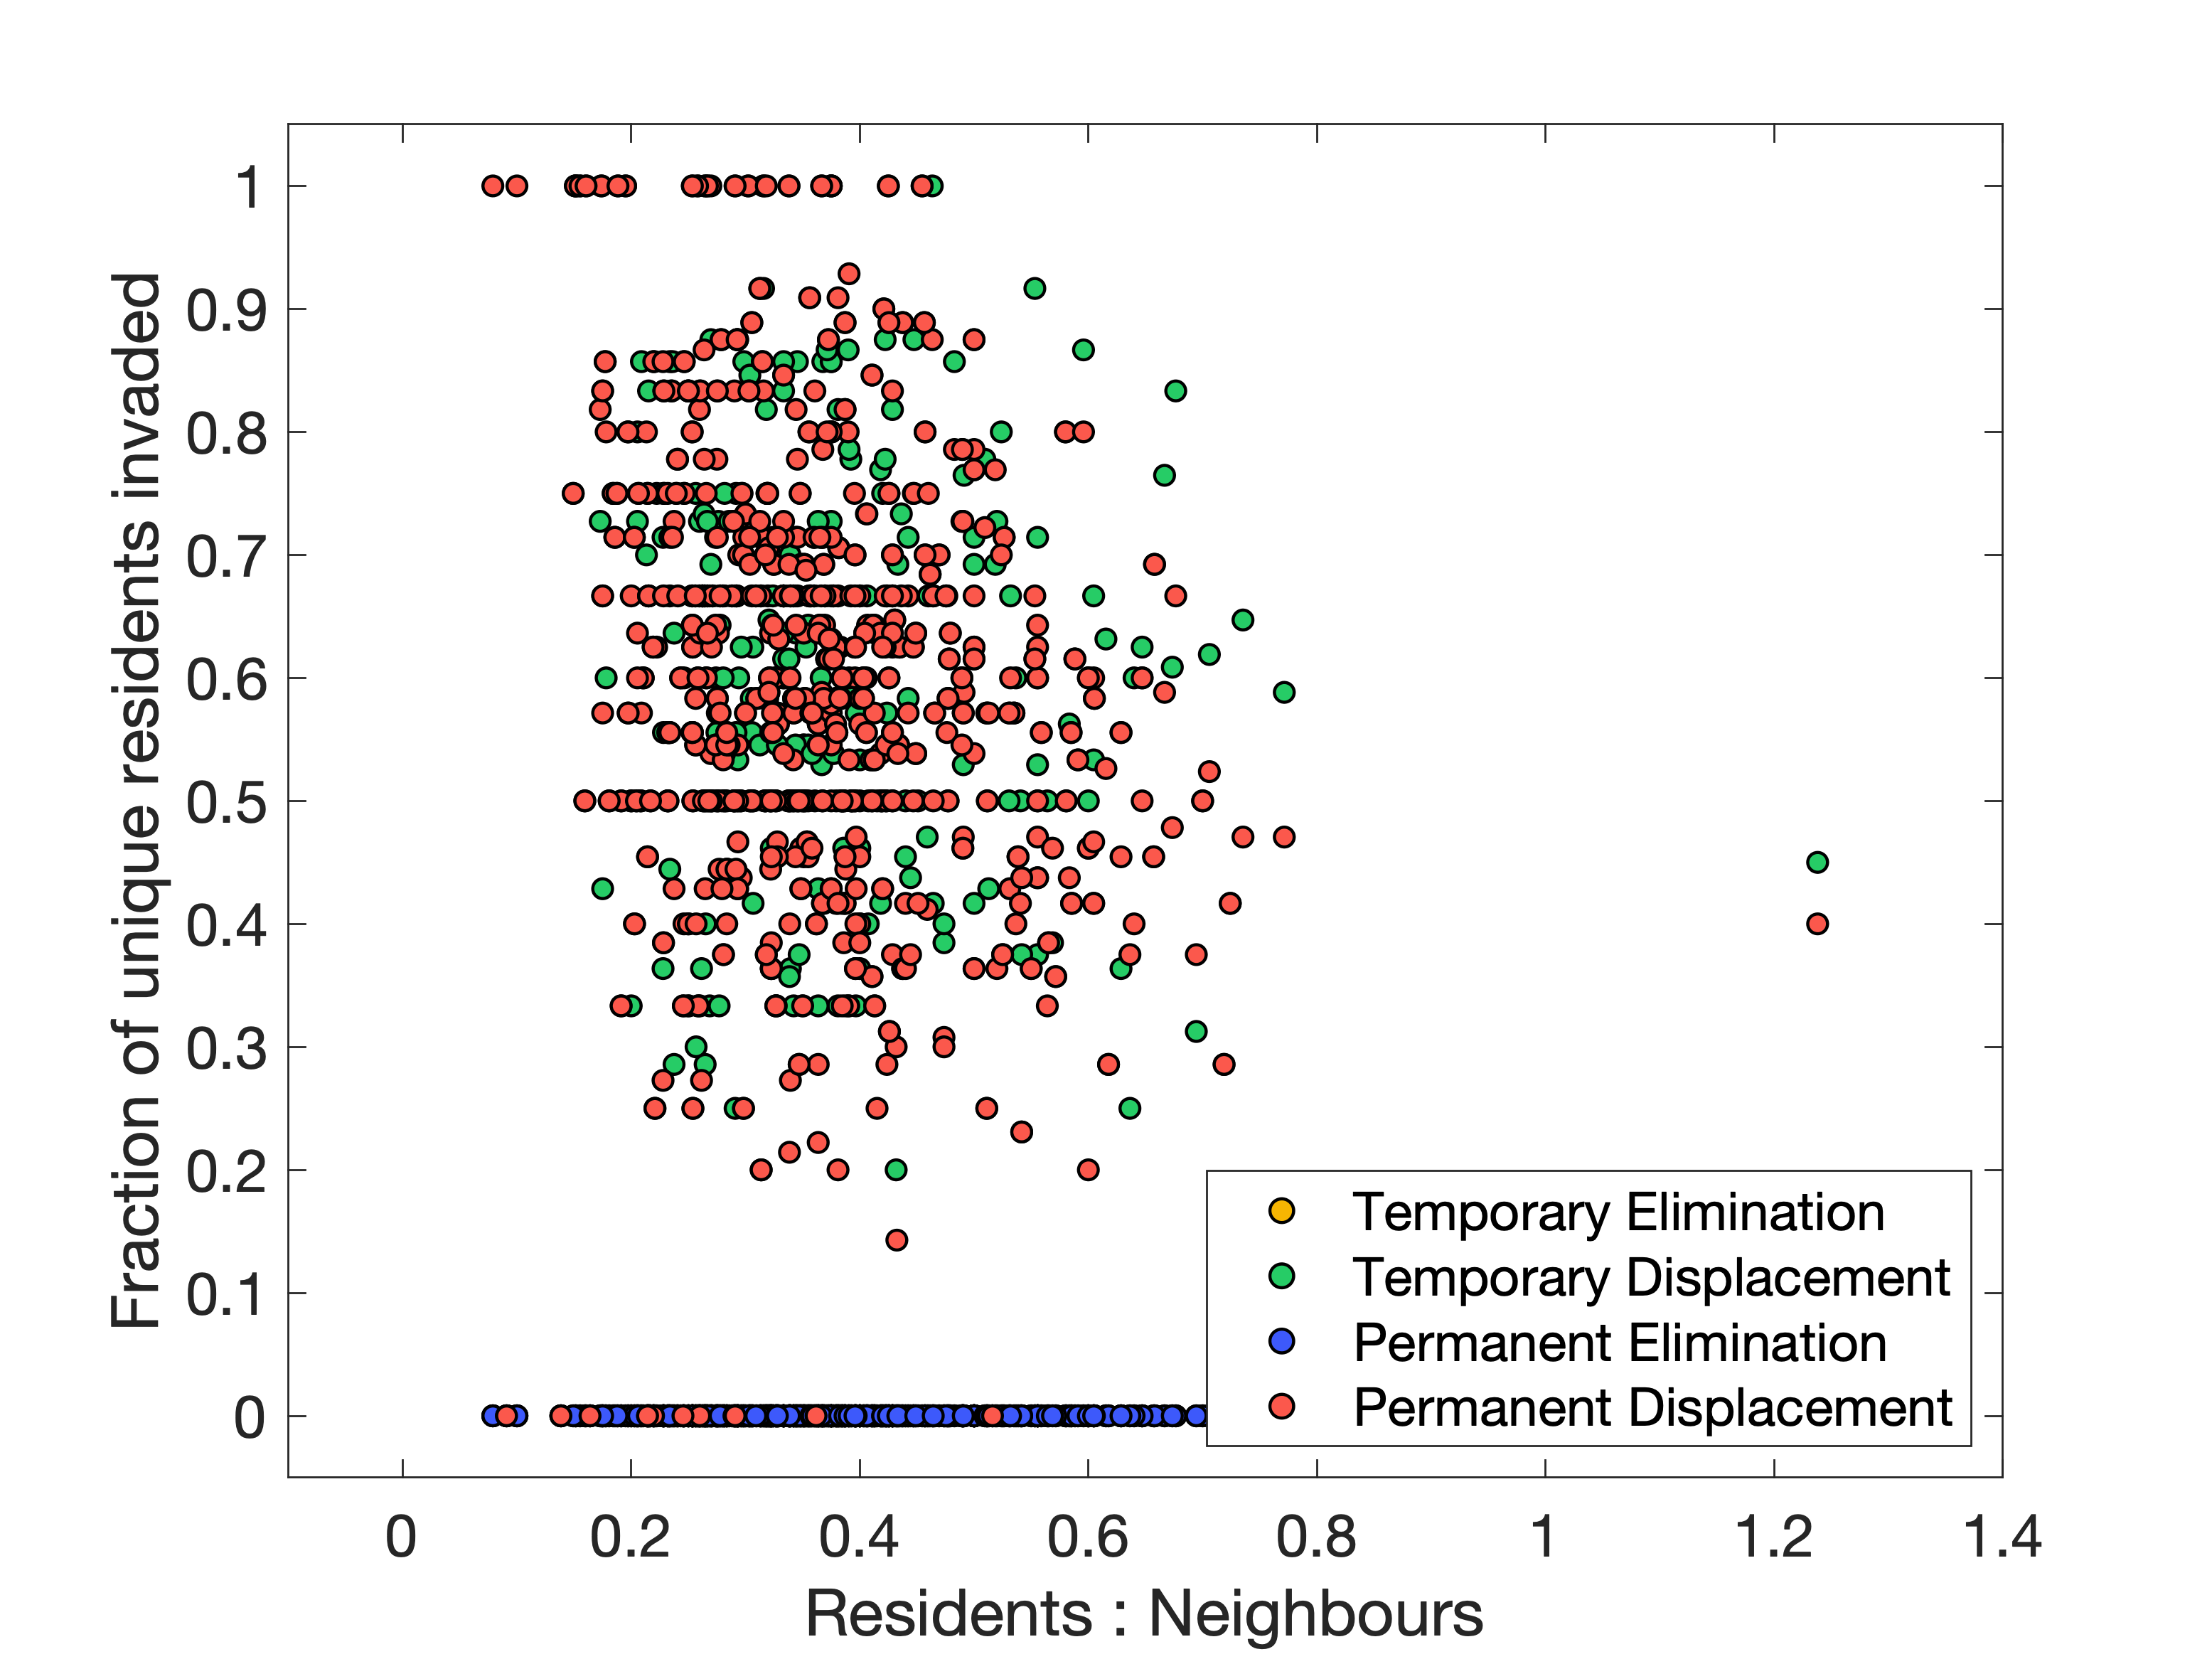 Fraction of unique residents invaded
1
0.9
0.8
0.7
0.6
0.5
0.4
0.3
0.2
0.1
0
Temporary Elimination
Temporary Displacement
Permanent Elimination
Permanent Displacement
0 0.2 0.4 0.6 0.8 1 1.2 1.4
Residents : Neighbours